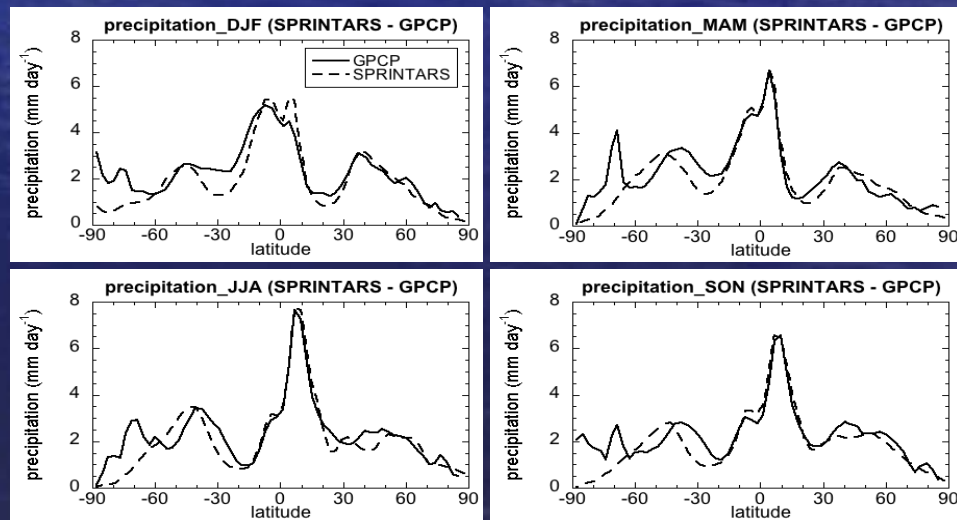 precipitation_DJF (SPRINTARS - GPCP)
precipitation (mm day-1)
8
6
4
2
0
GPCP
SPRINTARS
-90 -60 -30 0 30 60 90
latitude
precipitation_MAM (SPRINTARS - GPCP)
precipitation (mm day-1)
8
6
4
2
0
-90 -60 -30 0 30 60 90
latitude
precipitation_JJA (SPRINTARS - GPCP)
precipitation (mm day-1)
8
6
4
2
0
-90 -60 -30 0 30 60 90
latitude
precipitation_SON (SPRINTARS - GPCP)
precipitation (mm day-1)
8
6
4
2
0
-90 -60 -30 0 30 60 90
latitude